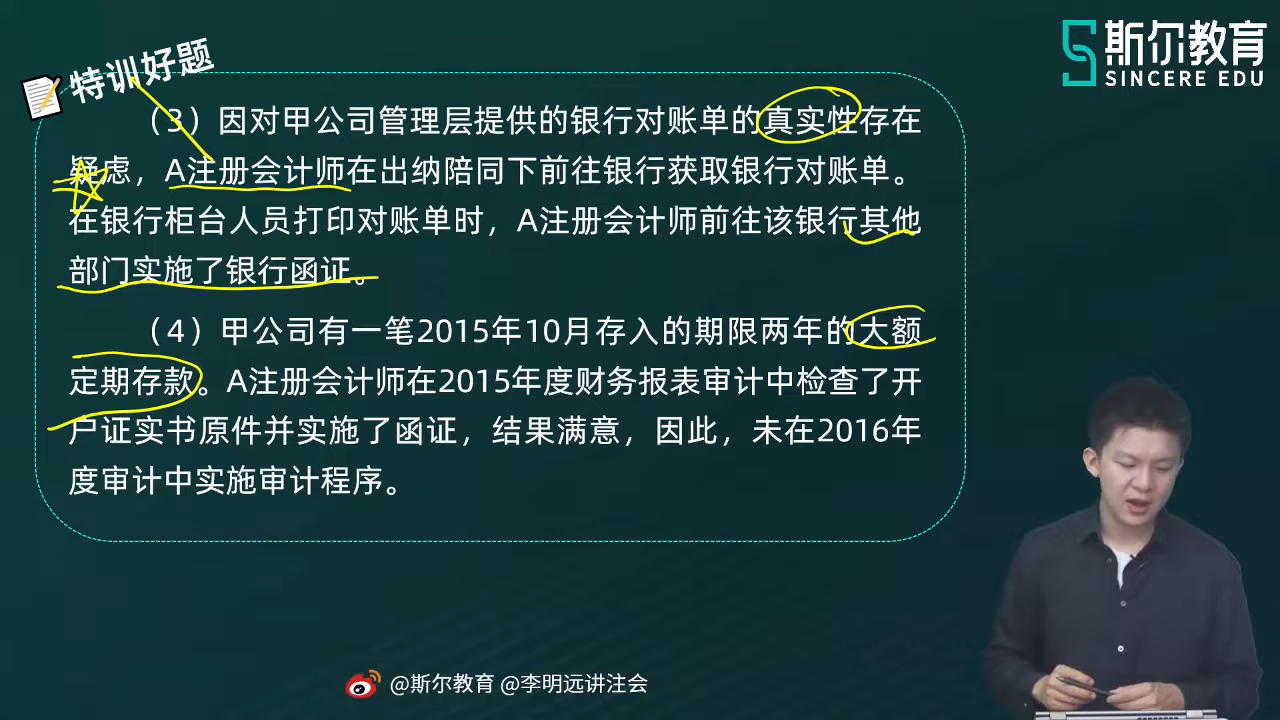 特训好题
斯尔教育
SINCERE EDU
（3）因对甲公司管理层提供的银行对账单的真实性存在
疑虑，A注册会计师在出纳陪同下前往银行获取银行对账单。
在银行柜台人员打印对账单时，A注册会计师前往该银行其他
部门实施了银行函证。
（4）甲公司有一笔2015年10月存入的期限两年的大额
定期存款。A注册会计师在2015年度财务报表审计中检查了开
户证实书原件并实施了函证，结果满意，因此，未在2016年
度审计中实施审计程序。
@斯尔教育 @李明远讲注会